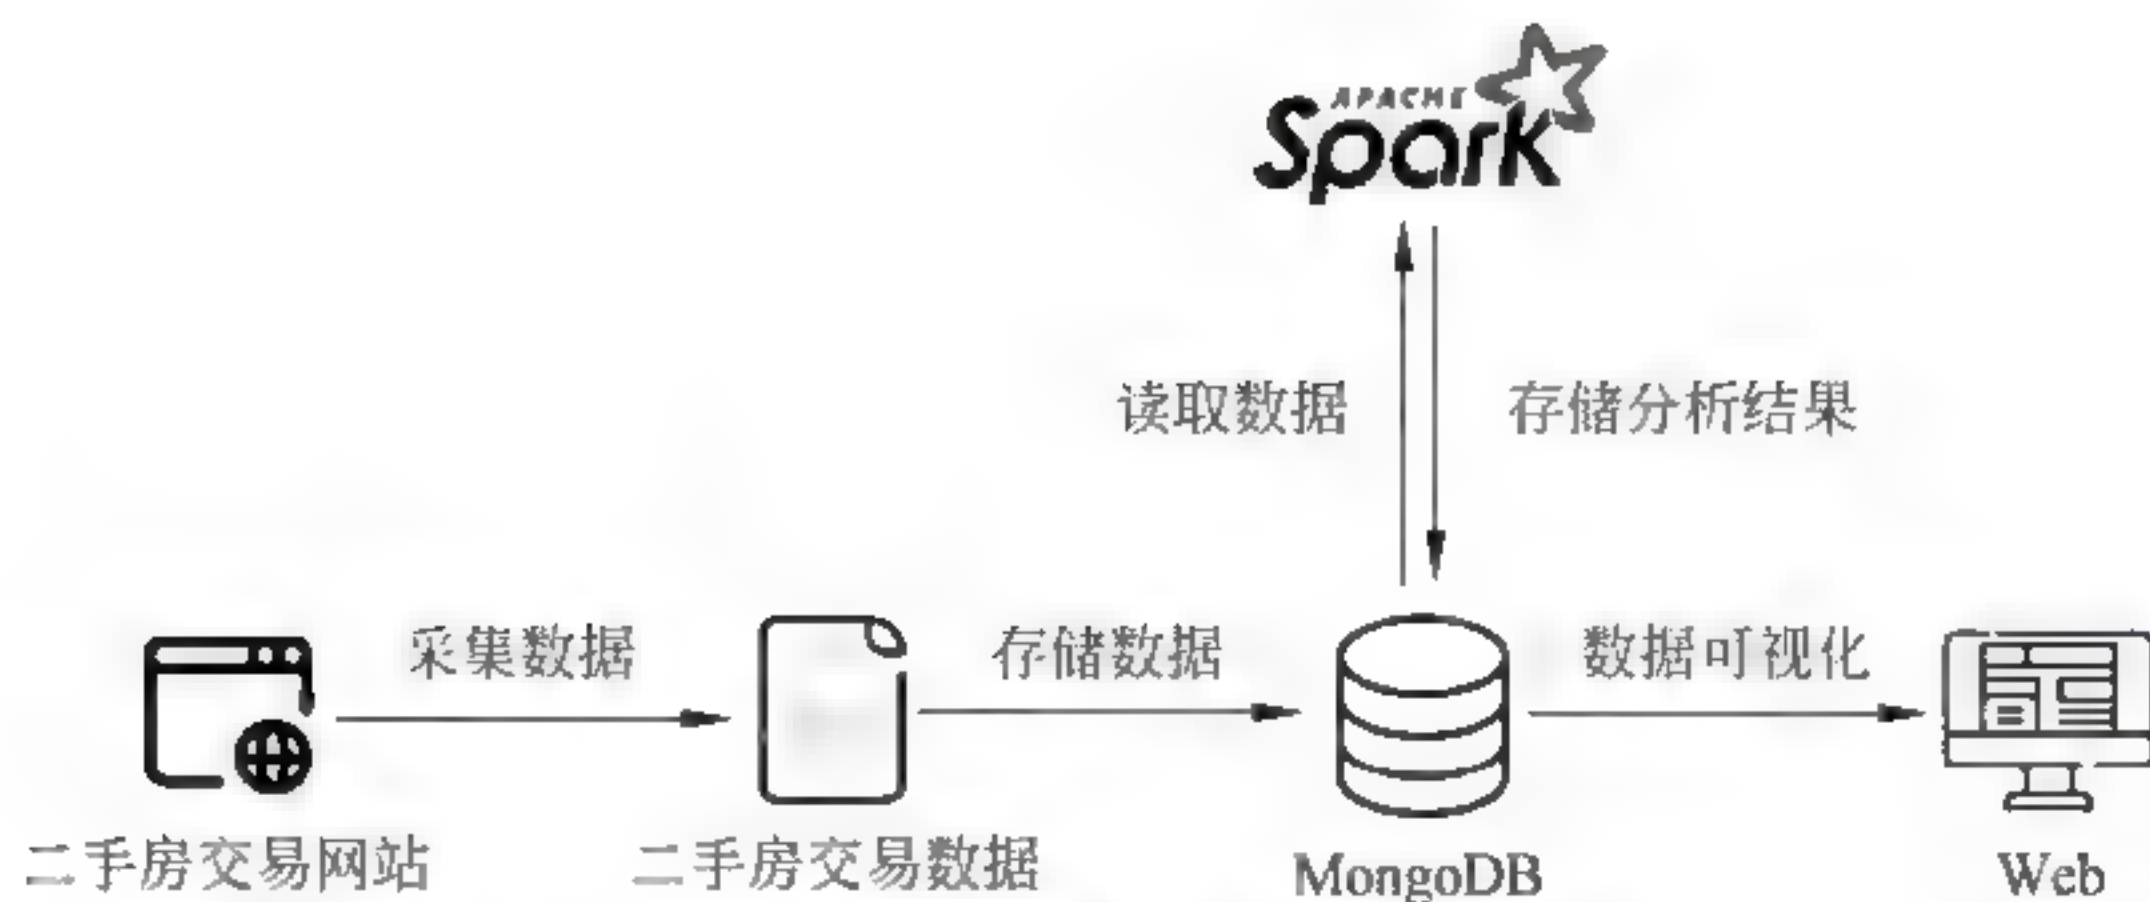 APACHE
Spark
读取数据
存储分析结果
采集数据
存储数据
数据可视化
二手房交易网站
二手房交易数据
MongoDB
Web